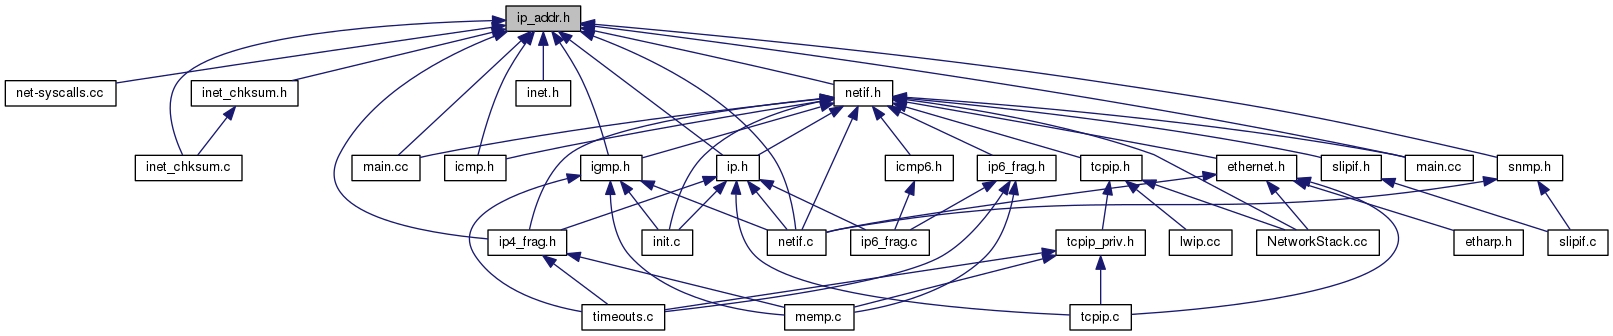 ip_addr.h
net-syscalls.cc
inet_chksum.h
inet.h
netif.h
inet_chksum.c
main.cc
icmp.h
igmp.h
ip.h
icmp6.h
ip6_frag.h
tcpip.h
ethernet.h
slipif.h
main.cc
snmp.h
ip4_frag.h
init.c
netif.c
ip6_frag.c
tcpip_priv.h
lwip.cc
NetworkStack.cc
etharp.h
slipif.c
timeouts.c
memp.c
tcpip.c